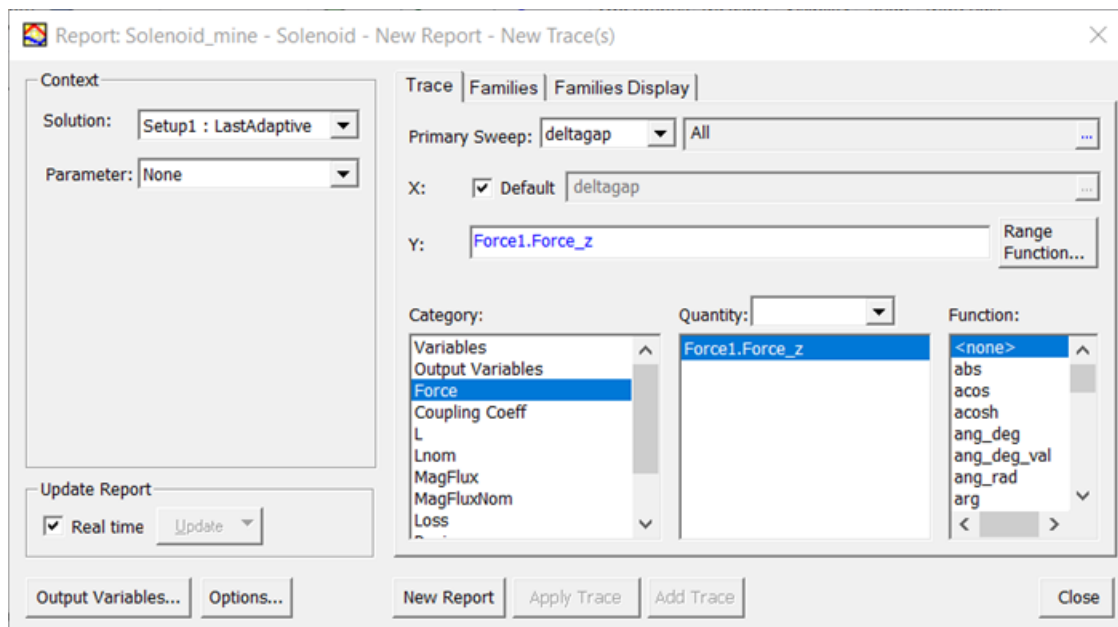 Report: Solenoid_mine - Solenoid - New Report - New Trace(s)
Context
Solution: Setup1 : LastAdaptive
Parameter: None
Update Report
Real time Update
Output Variables... Options...
Trace Families Families Display
Primary Sweep: deltagap All ...
X: Default deltagap ...
Y: Force1.Force_z Range Function...
Category:
Variables
Output Variables
Force
Coupling Coeff
L
Lnom
MagFlux
MagFluxNom
Loss
Quantity:
Force1.Force_z
Function:
<none>
abs
acos
acosh
ang_deg
ang_deg_val
ang_rad
arg
New Report Apply Trace Add Trace Close